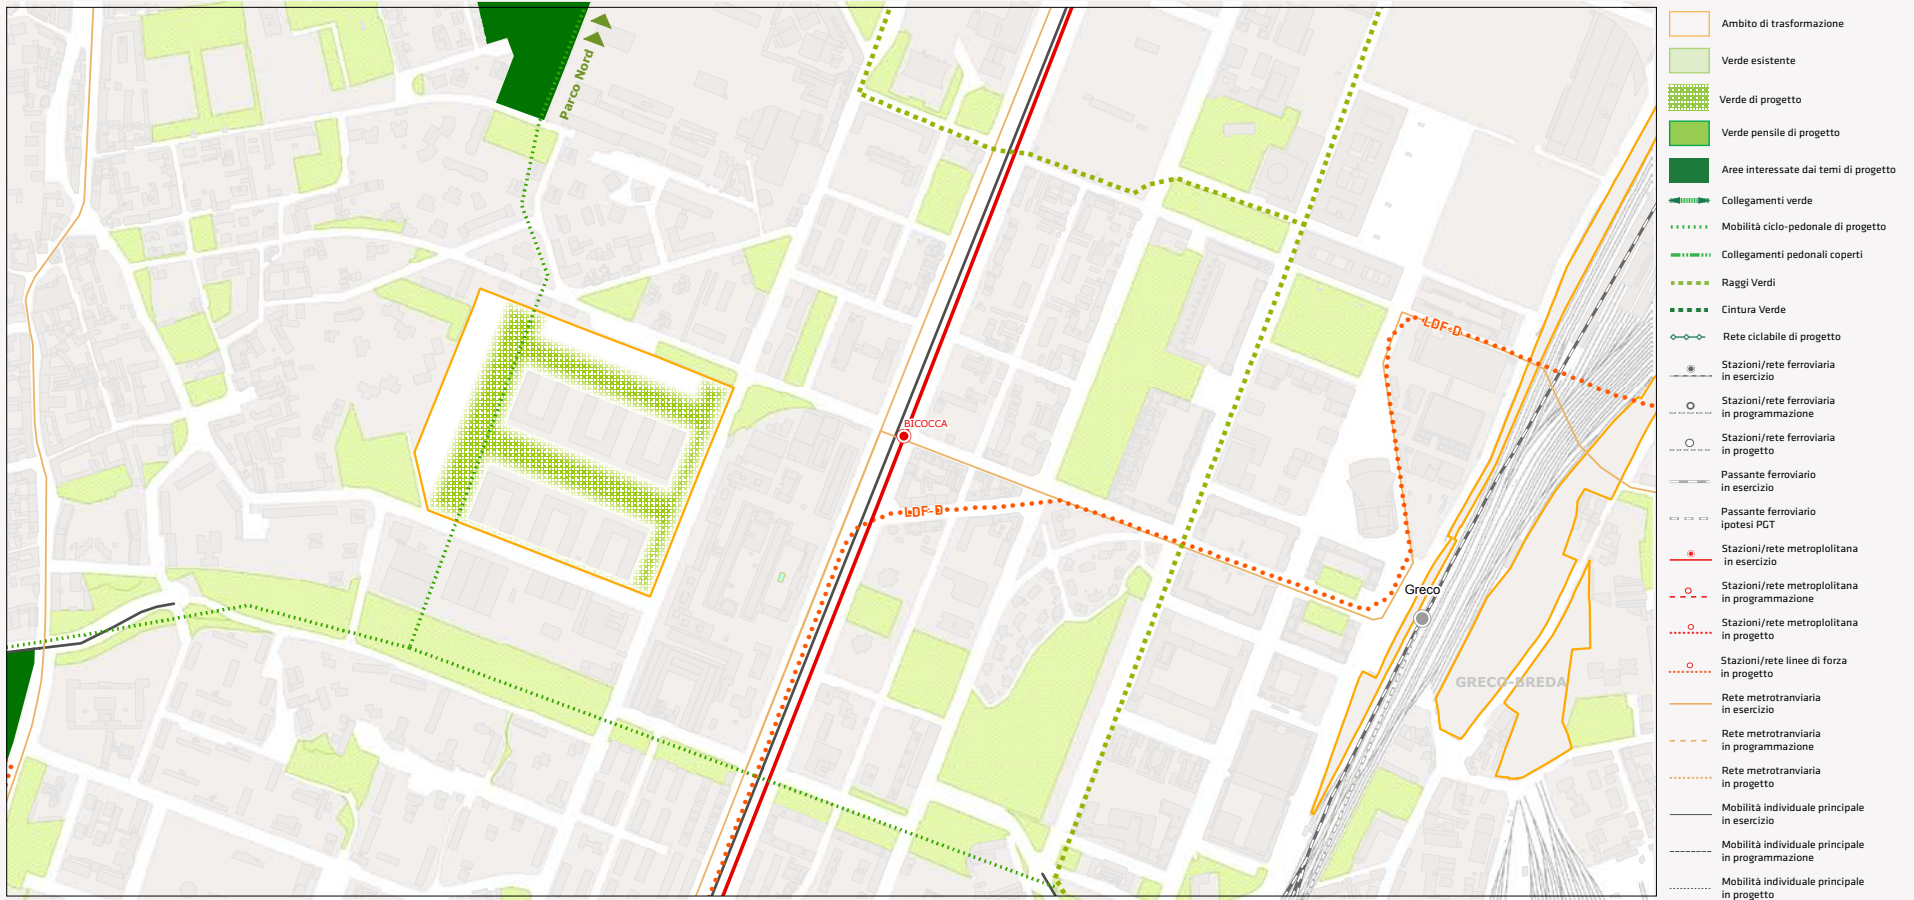 Parco Nord
BICOCCA
LDF-D
LDF-D
Greco
GRECO-BREDA
Ambito di trasformazione
Verde esistente
Verde di progetto
Verde pensile di progetto
Aree interessate dai temi di progetto
Collegamenti verde
Mobilità ciclo-pedonale di progetto
Collegamenti pedonali coperti
Raggi Verdi
Cintura Verde
Rete ciclabile di progetto
Stazioni/rete ferroviaria
in esercizio
Stazioni/rete ferroviaria
in programmazione
Stazioni/rete ferroviaria
in progetto
Passante ferroviario
in esercizio
Passante ferroviario
ipotesi PGT
Stazioni/rete metroplolitana
in esercizio
Stazioni/rete metroplolitana
in programmazione
Stazioni/rete metroplolitana
in progetto
Stazioni/rete linee di forza
in progetto
Rete metrotranviaria
in esercizio
Rete metrotranviaria
in programmazione
Rete metrotranviaria
in progetto
Mobilità individuale principale
in esercizio
Mobilità individuale principale
in programmazione
Mobilità individuale principale
in progetto